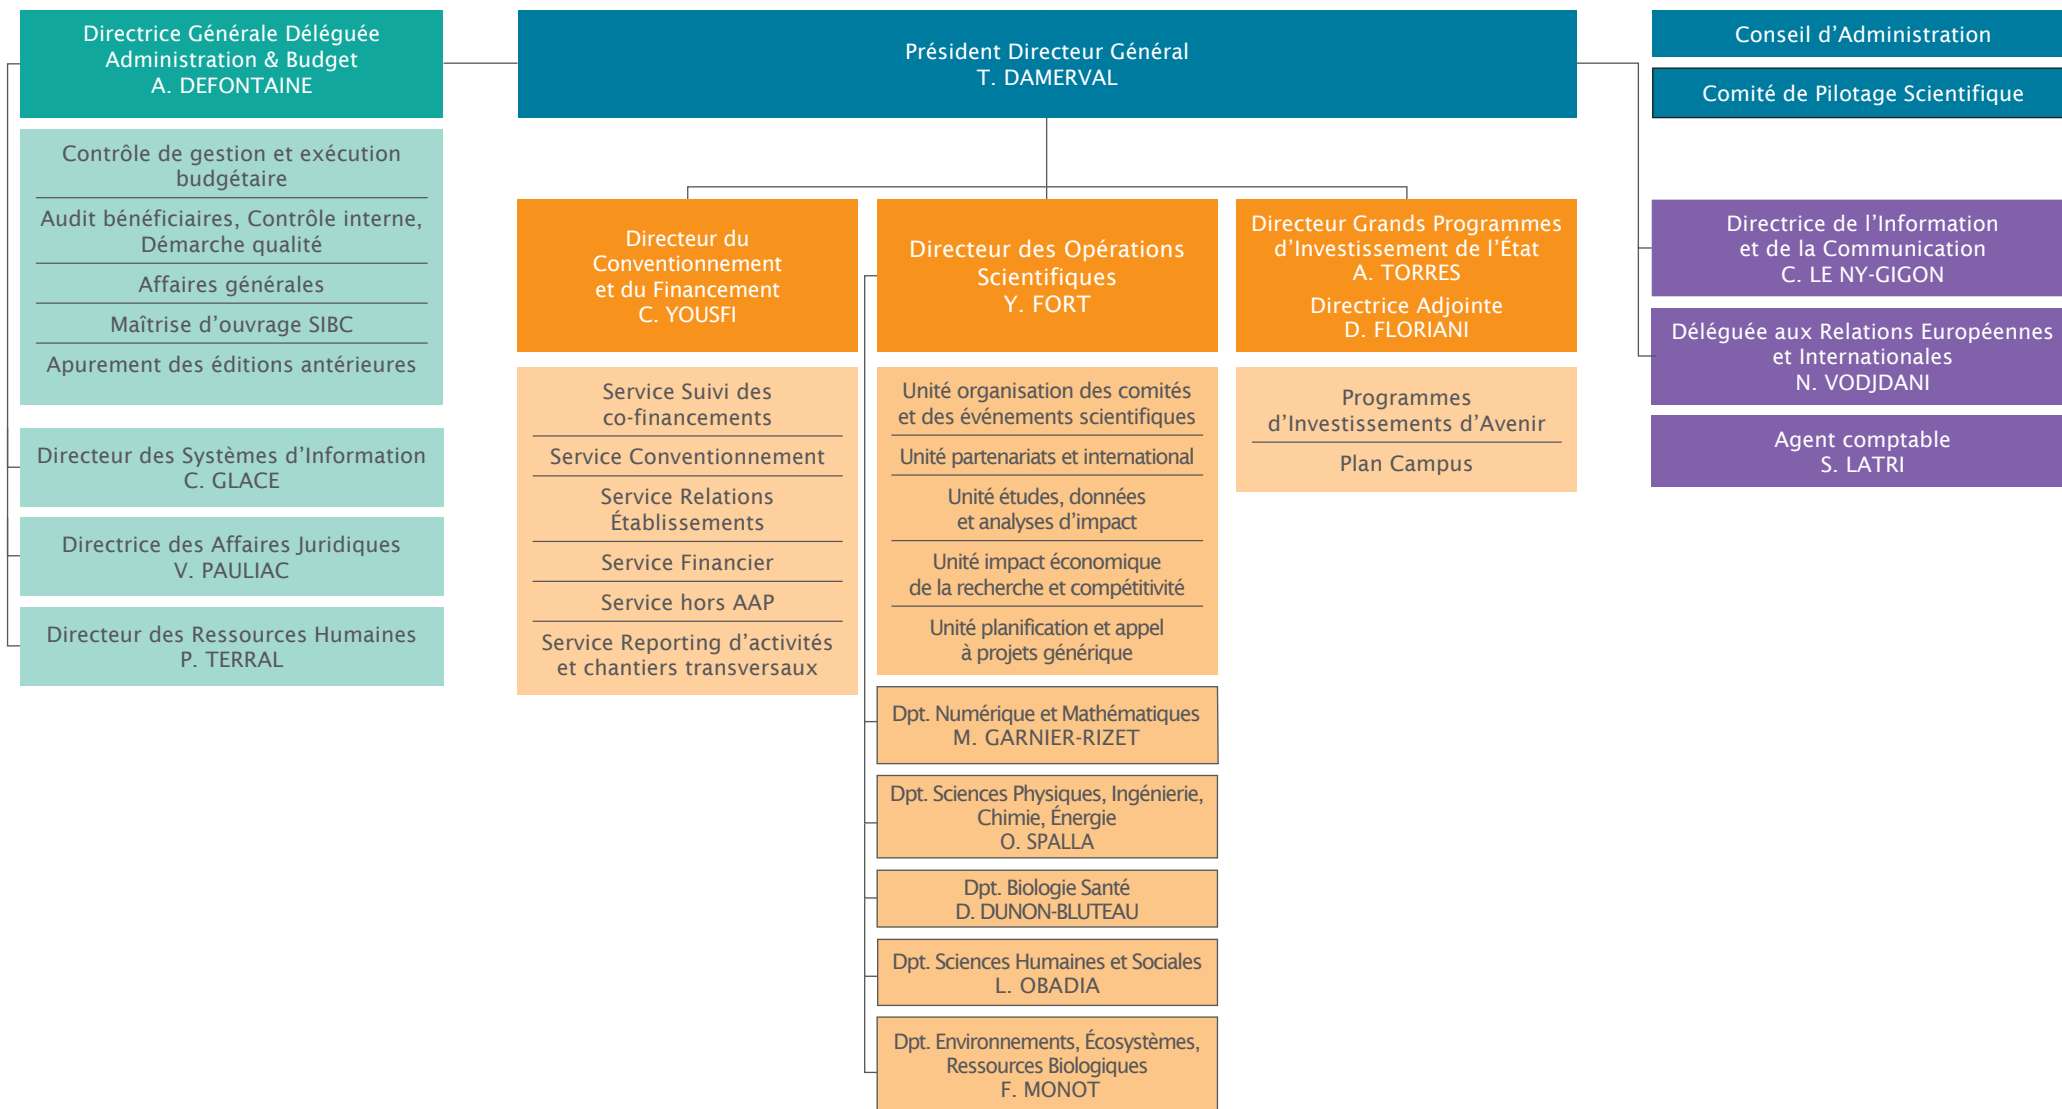 Directrice Générale Déléguée
Administration & Budget
A. DEFONTAINE
Contrôle de gestion et exécution
budgétaire
Audit bénéficiaires, Contrôle interne,
Démarche qualité
Affaires générales
Maîtrise d’ouvrage SIBC
Apurement des éditions antérieures
Directeur des Systèmes d’Information
C. GLACE
Directrice des Affaires Juridiques
V. PAULIAC
Directeur des Ressources Humaines
P. TERRAL
Président Directeur Général
T. DAMERVAL
Directeur du
Conventionnement
et du Financement
C. YOUSFI
Service Suivi des
co-financements
Service Conventionnement
Service Relations
Établissements
Service Financier
Service hors AAP
Service Reporting d’activités
et chantiers transversaux
Directeur des Opérations
Scientifiques
Y. FORT
Unité organisation des comités
et des événements scientifiques
Unité partenariats et international
Unité études, données
et analyses d’impact
Unité impact économique
de la recherche et compétitivité
Unité planification et appel
à projets générique
Dpt. Numérique et Mathématiques
M. GARNIER-RIZET
Dpt. Sciences Physiques, Ingénierie,
Chimie, Énergie
O. SPALLA
Dpt. Biologie Santé
D. DUNON-BLUTEAU
Dpt. Sciences Humaines et Sociales
L. OBADIA
Dpt. Environnements, Écosystèmes,
Ressources Biologiques
F. MONOT
Directeur Grands Programmes
d’Investissement de l’État
A. TORRES
Directrice Adjointe
D. FLORIANI
Programmes
d’Investissements d’Avenir
Plan Campus
Conseil d’Administration
Comité de Pilotage Scientifique
Directrice de l’Information
et de la Communication
C. LE NY-GIGON
Déléguée aux Relations Européennes
et Internationales
N. VODJDANI
Agent comptable
S. LATRI